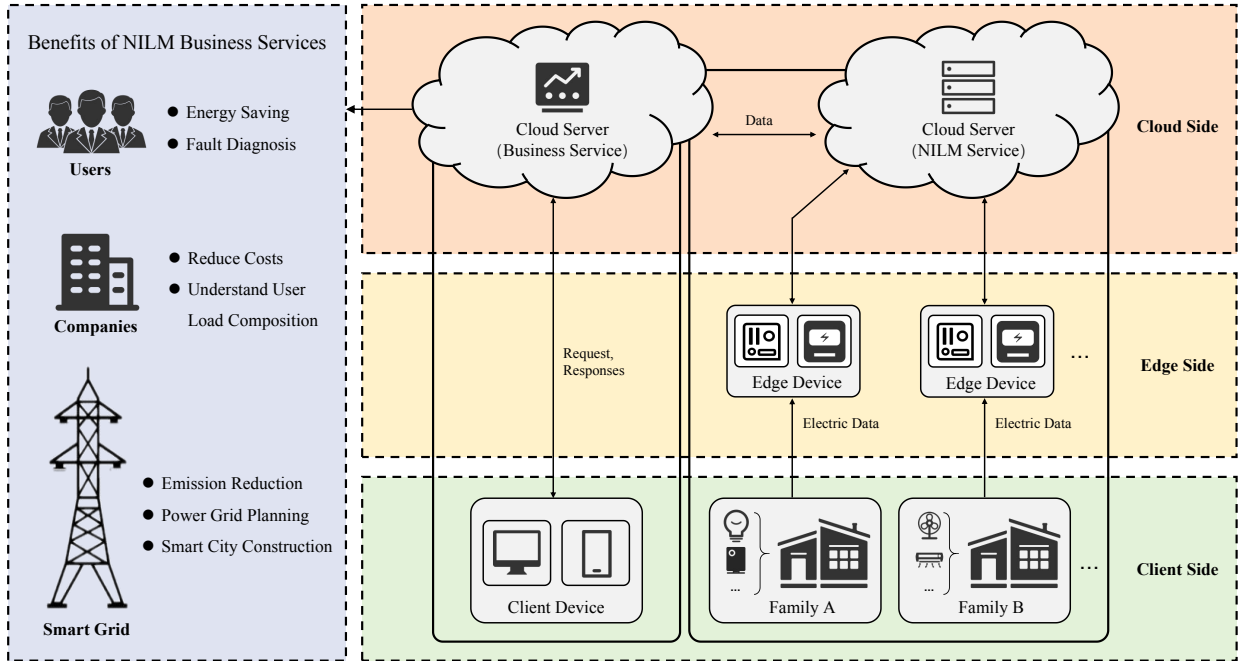 Benefits of NILM Business Services
● Energy Saving
● Fault Diagnosis
Users
● Reduce Costs
● Understand User
Load Composition
Companies
● Emission Reduction
● Power Grid Planning
● Smart City Construction
Smart Grid
Cloud Server
(Business Service)
Data
Cloud Server
(NILM Service)
Cloud Side
Request,
Responses
Edge Device
Edge Device
...
Edge Side
Electric Data
Electric Data
Client Device
...
Family A
...
Family B
...
Client Side